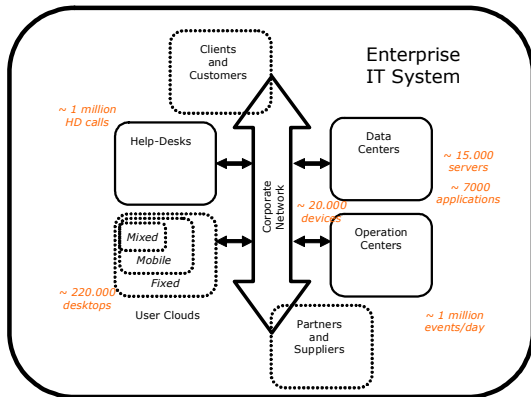 Clients
and
Customers
Enterprise
IT System
~ 1 million
HD calls
Help-Desks
Data
Centers
~ 15.000
servers
~ 7000
applications
Corporate
Network
~ 20.000
devices
Mixed
Mobile
Fixed
Operation
Centers
~ 220.000
desktops
User Clouds
Partners
and
Suppliers
~ 1 million
events/day